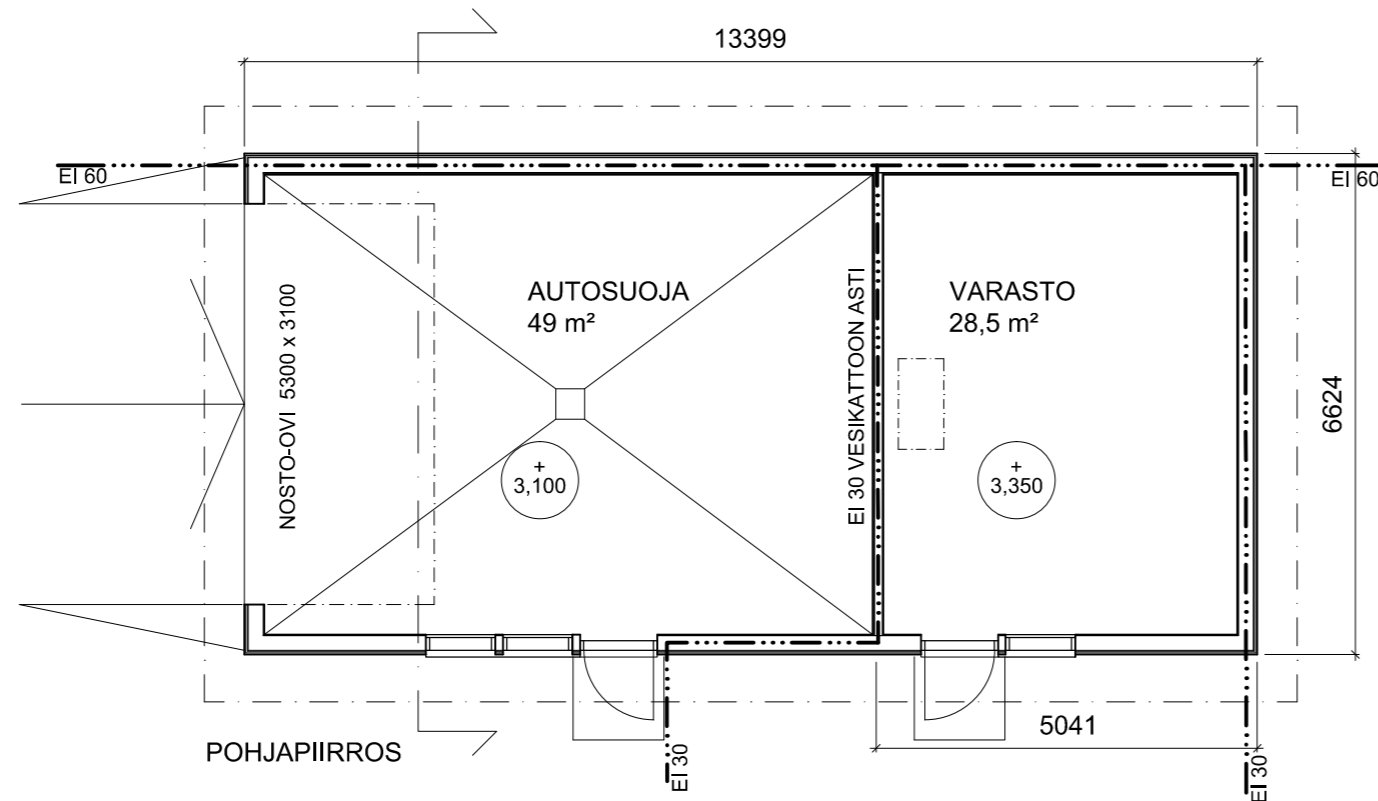 13399
EI 60
EI 60
AUTOSUOJA
49 m²
VARASTO
28,5 m²
NOSTO-OVI 5300 x 3100
EI 30 VESIKATTOON ASTI
6624
+
3,100
+
3,350
5041
POHJAPIIRROS
EI 30
EI 30